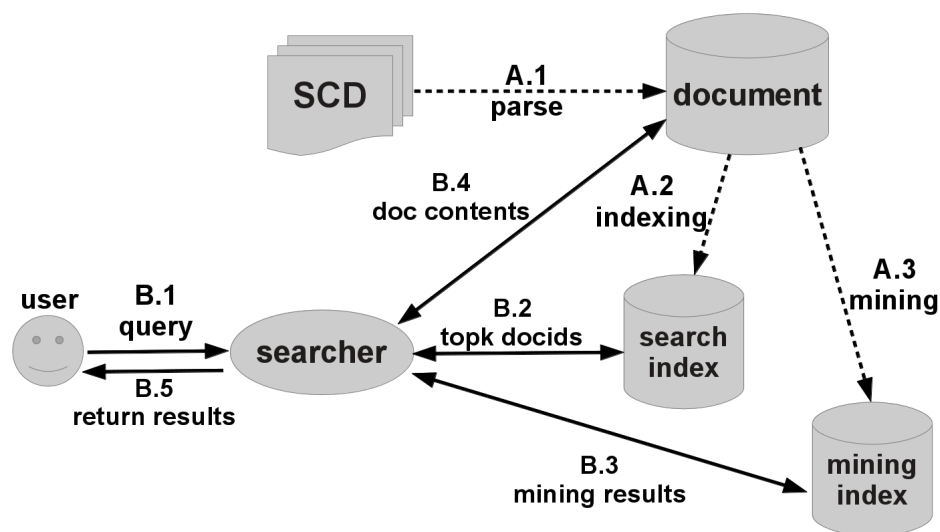 SCD
A.1
parse
document
B.4
doc contents
A.2
indexing
A.3
mining
user
B.1
query
searcher
B.2
topk docids
search
index
B.5
return results
B.3
mining results
mining
index